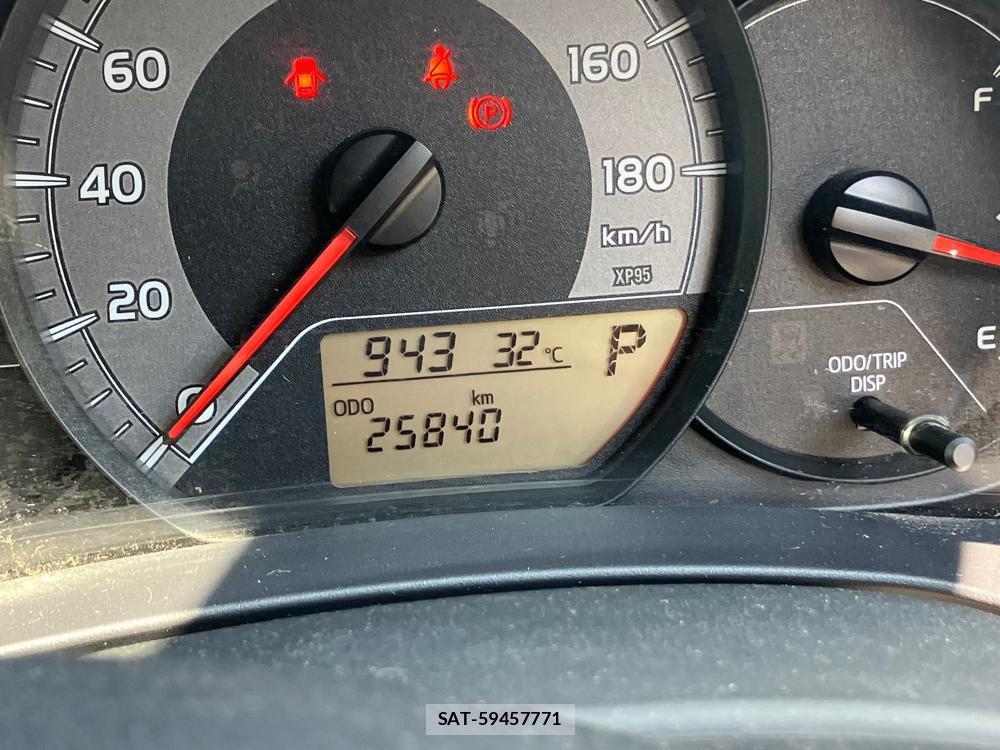 60
160
F
40
180
km/h
XP95
20
943 32°C P
E
ODO/TRIP
DISP
ODO km
25840
0
SAT-59457771